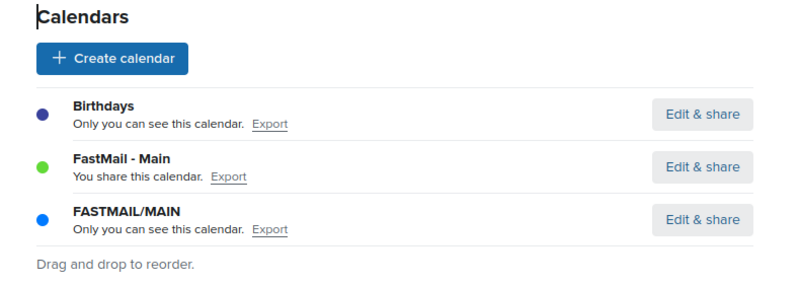 Calendars
+ Create calendar
Birthdays
Only you can see this calendar. Export
Edit & share
FastMail - Main
You share this calendar. Export
Edit & share
FASTMAIL/MAIN
Only you can see this calendar. Export
Edit & share
Drag and drop to reorder.